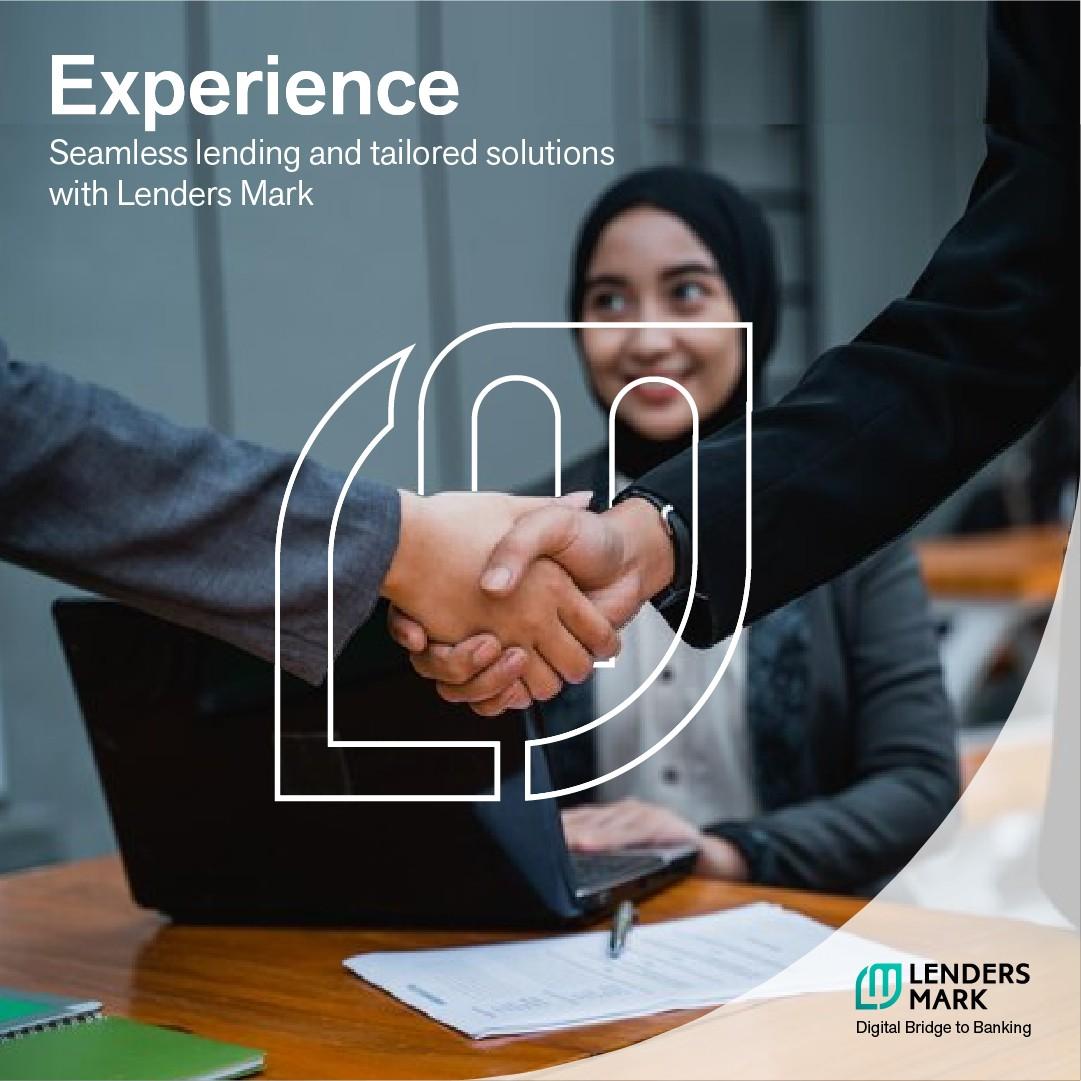 Experience
Seamless lending and tailored solutions
with Lenders Mark
LENDERS
MARK
Digital Bridge to Banking